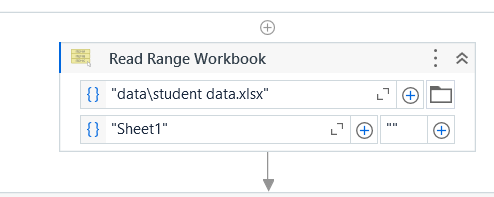 Read Range Workbook
{ } "data\student data.xlsx"
{ } "Sheet1" ""